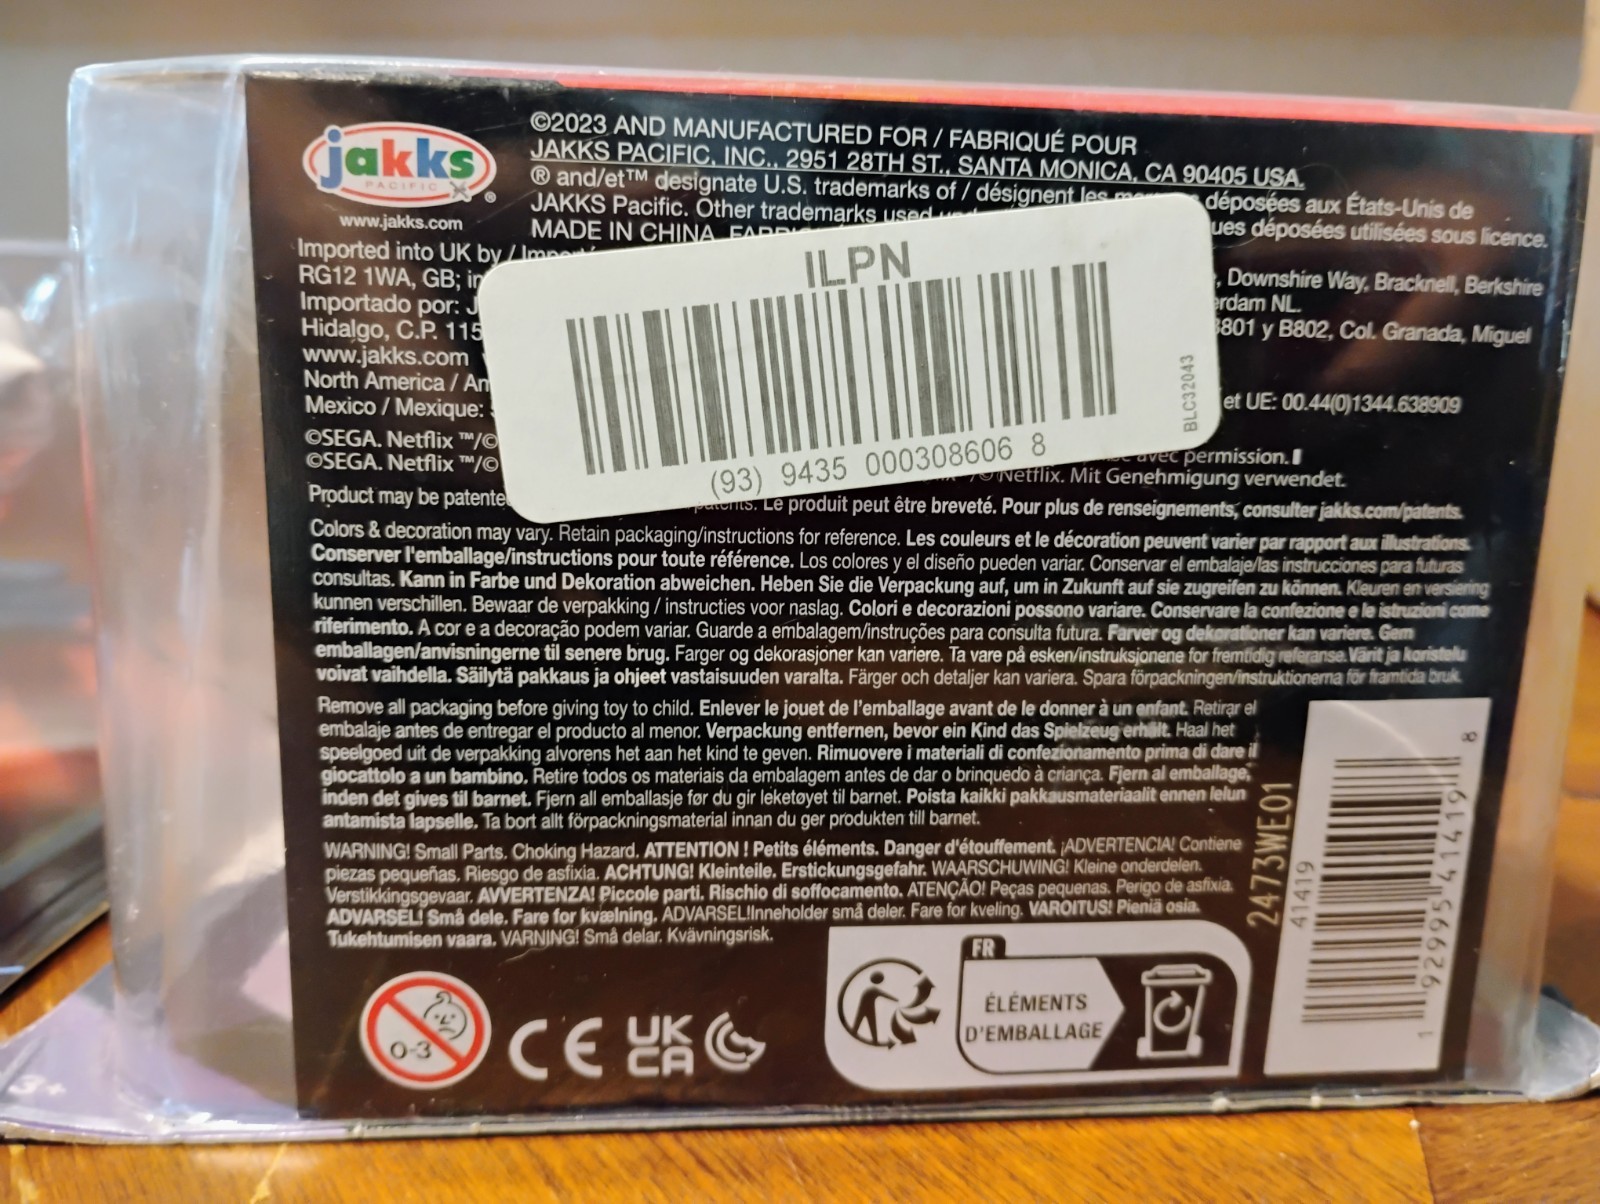 jakks
PACIFIC
®
www.jakks.com
©2023 AND MANUFACTURED FOR / FABRIQUÉ POUR
JAKKS PACIFIC, INC., 2951 28TH ST., SANTA MONICA, CA 90405 USA.
® and/et™ designate U.S. trademarks of / désignent les déposées aux États-Unis de
JAKKS Pacific. Other trademarks used ues déposées utilisées sous licence.
MADE IN CHINA
Imported into UK by / , Downshire Way, Bracknell, Berkshire
RG12 1WA, GB; rdam NL.
Importado por: J 801 y B802, Col. Granada, Miguel
Hidalgo, C.P. 115
www.jakks.com
North America / Am et UE: 00.44(0)1344.638909
Mexico / Mexique:
©SEGA. Netflix ™/© avec permission.
©SEGA. Netflix ™/© Netflix. Mit Genehmigung verwendet.
ILPN
(93) 9435 000308606 8
BLC32043
Product may be patente patents. Le produit peut être breveté. Pour plus de renseignements, consulter jakks.com/patents.
Colors & decoration may vary. Retain packaging/instructions for reference. Les couleurs et le décoration peuvent varier par rapport aux illustrations.
Conserver l'emballage/instructions pour toute référence. Los colores y el diseño pueden variar. Conservar el embalaje/las instrucciones para futuras
consultas. Kann in Farbe und Dekoration abweichen. Heben Sie die Verpackung auf, um in Zukunft auf sie zugreifen zu können. Kleuren en versiering
kunnen verschillen. Bewaar de verpakking / instructies voor naslag. Colori e decorazioni possono variare. Conservare la confezione e le istruzioni come
riferimento. A cor e a decoração podem variar. Guarde a embalagem/instruções para consulta futura. Farver og dekorationer kan variere. Gem
emballagen/anvisningerne til senere brug. Farger og dekorasjoner kan variere. Ta vare på esken/instruksjonene for fremtidig referanse. Värit ja koristelu
voivat vaihdella. Säilytä pakkaus ja ohjeet vastaisuuden varalta. Färger och detaljer kan variera. Spara förpackningen/instruktionerna för framtida bruk.
Remove all packaging before giving toy to child. Enlever le jouet de l'emballage avant de le donner à un enfant. Retirar el
embalaje antes de entregar el producto al menor. Verpackung entfernen, bevor ein Kind das Spielzeug erhält. Haal het
speelgoed uit de verpakking alvorens het aan het kind te geven. Rimuovere i materiali di confezionamento prima di dare il
giocattolo a un bambino. Retire todos os materiais da embalagem antes de dar o brinquedo à criança. Fjern al emballage,
inden det gives til barnet. Fjern all emballasje før du gir leketøyet til barnet. Poista kaikki pakkausmateriaalit ennen lelun
antamista lapselle. Ta bort allt förpackningsmaterial innan du ger produkten till barnet.
WARNING! Small Parts. Choking Hazard. ATTENTION ! Petits éléments. Danger d'étouffement. ¡ADVERTENCIA! Contiene
piezas pequeñas. Riesgo de asfixia. ACHTUNG! Kleinteile. Erstickungsgefahr. WAARSCHUWING! Kleine onderdelen.
Verstikkingsgevaar. AVVERTENZA! Piccole parti. Rischio di soffocamento. ATENÇÃO! Peças pequenas. Perigo de asfixia.
ADVARSEL! Små dele. Fare for kvælning. ADVARSEL!Inneholder små deler. Fare for kveling. VAROITUS! Pieniä osia.
Tukehtumisen vaara. VARNING! Små delar. Kvävningsrisk.
2473WE01
41419
1 92995 41419 8
0-3
CE
UK
CA
FR
ÉLÉMENTS
D'EMBALLAGE
3+